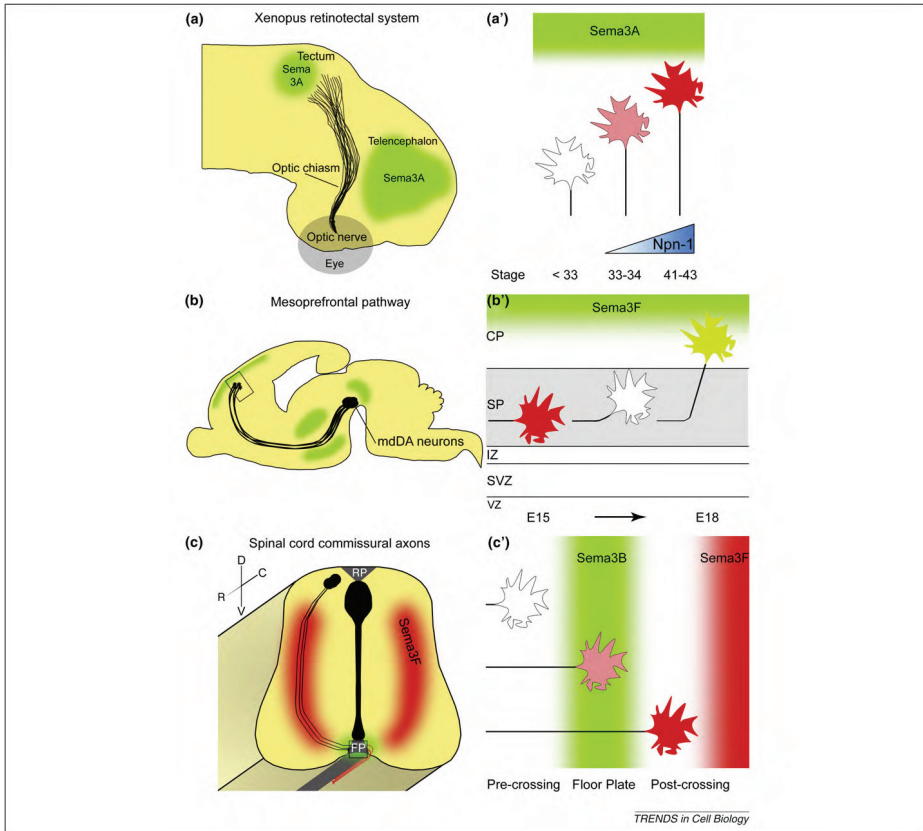 (a)
Xenopus retinotectal system
Tectum
Sema
3A
Telencephalon
Optic chiasm
Sema3A
Optic nerve
Eye
(a')
Sema3A
Npn-1
Stage
< 33
33-34
41-43
(b)
Mesoprefrontal pathway
mdDA neurons
(b')
Sema3F
CP
SP
IZ
SVZ
VZ
E15
E18
(c)
Spinal cord commissural axons
D
C
R
V
RP
Sema3F
FP
(c')
Sema3B
Sema3F
Pre-crossing
Floor Plate
Post-crossing
TRENDS in Cell Biology